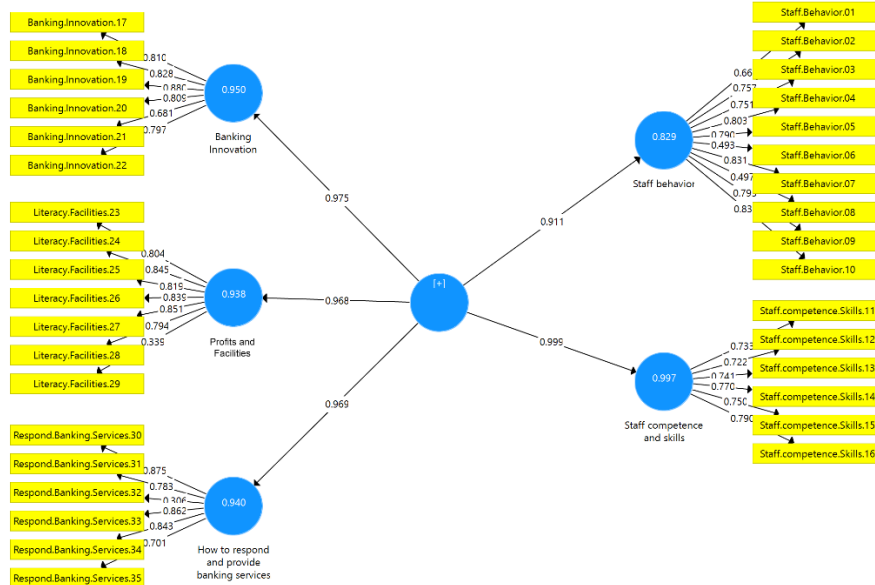 Banking.Innovation.17
Banking.Innovation.18
Banking.Innovation.19
Banking.Innovation.20
Banking.Innovation.21
Banking.Innovation.22
0.810
0.828
0.880
0.809
0.681
0.797
0.950
Banking
Innovation
0.975
Literacy.Facilities.23
Literacy.Facilities.24
Literacy.Facilities.25
Literacy.Facilities.26
Literacy.Facilities.27
Literacy.Facilities.28
Literacy.Facilities.29
0.804
0.845
0.819
0.839
0.851
0.794
0.339
0.938
Profits and
Facilities
0.968
Respond.Banking.Services.30
Respond.Banking.Services.31
Respond.Banking.Services.32
Respond.Banking.Services.33
Respond.Banking.Services.34
Respond.Banking.Services.35
0.875
0.783
0.306
0.862
0.843
0.701
0.940
How to respond
and provide
banking services
0.969
[+]
0.911
0.829
Staff behavior
0.757
0.751
0.803
0.790
0.493
0.831
0.497
Staff.Behavior.01
Staff.Behavior.02
Staff.Behavior.03
Staff.Behavior.04
Staff.Behavior.05
Staff.Behavior.06
Staff.Behavior.07
Staff.Behavior.08
Staff.Behavior.09
Staff.Behavior.10
0.999
0.997
Staff competence
and skills
0.733
0.722
0.741
0.770
0.750
0.790
Staff.competence.Skills.11
Staff.competence.Skills.12
Staff.competence.Skills.13
Staff.competence.Skills.14
Staff.competence.Skills.15
Staff.competence.Skills.16